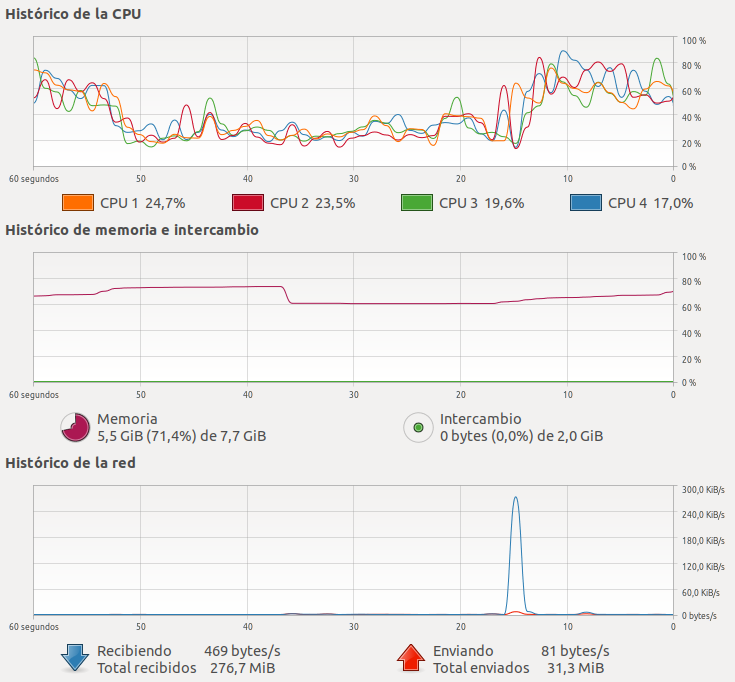 Histórico de la CPU
100 %
80 %
60 %
40 %
20 %
0 %
60 segundos 50 40 30 20 10 0
CPU 1 24,7% CPU 2 23,5% CPU 3 19,6% CPU 4 17,0%
Histórico de memoria e intercambio
100 %
80 %
60 %
40 %
20 %
0 %
60 segundos 50 40 30 20 10 0
Memoria
5,5 GiB (71,4%) de 7,7 GiB
Intercambio
0 bytes (0,0%) de 2,0 GiB
Histórico de la red
300,0 KiB/s
240,0 KiB/s
180,0 KiB/s
120,0 KiB/s
60,0 KiB/s
0 bytes/s
60 segundos 50 40 30 20 10 0
Recibiendo 469 bytes/s
Total recibidos 276,7 MiB
Enviando 81 bytes/s
Total enviados 31,3 MiB